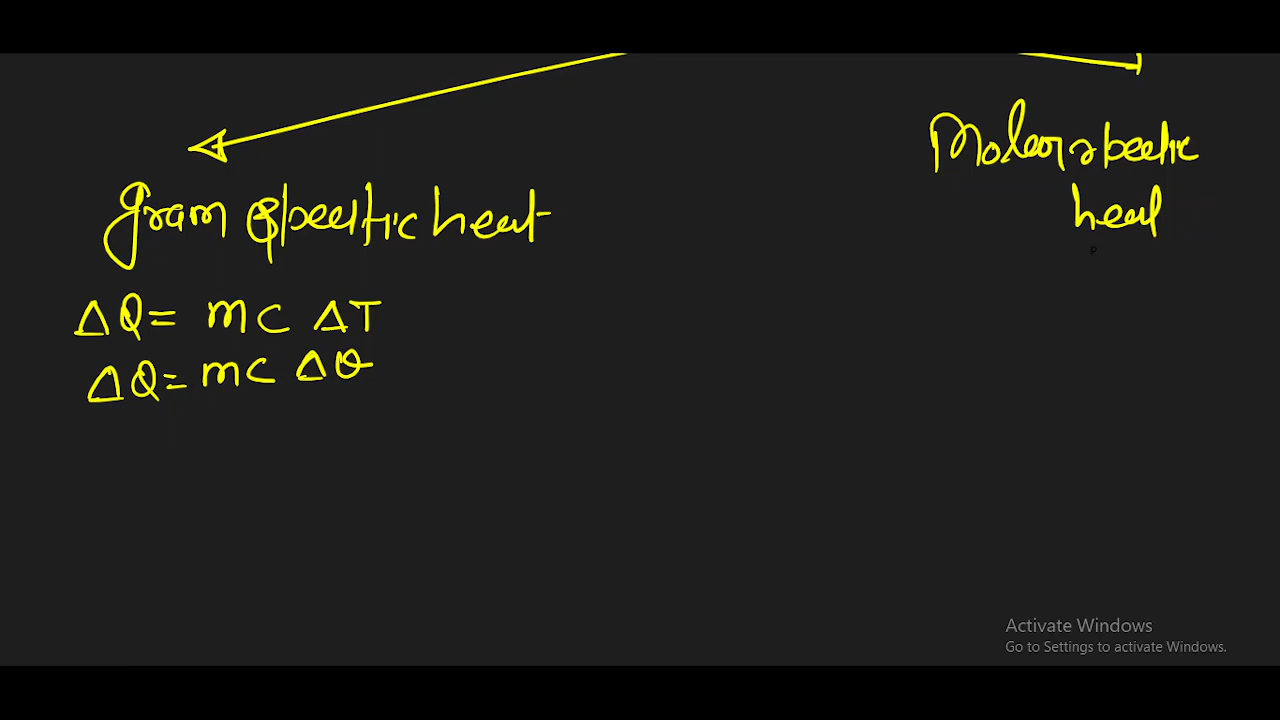 Molar specific
heat
gram specific heat
ΔQ = mc ΔT
ΔQ = mc Δθ
Activate Windows
Go to Settings to activate Windows.